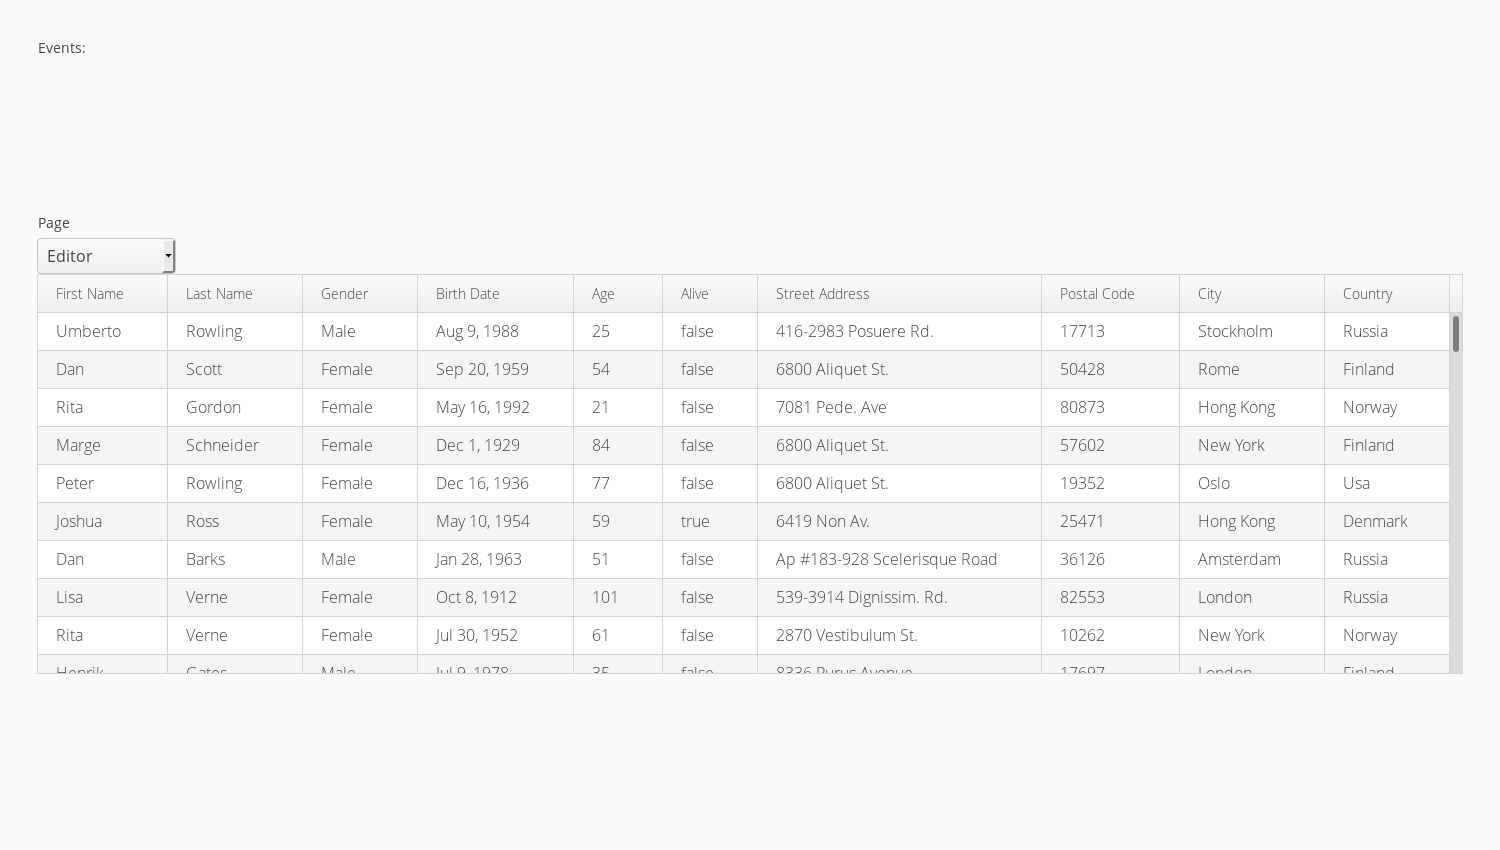 Events:
Page
Editor
First Name Last Name Gender Birth Date Age Alive Street Address Postal Code City Country
Umberto Rowling Male Aug 9, 1988 25 false 416-2983 Posuere Rd. 17713 Stockholm Russia
Dan Scott Female Sep 20, 1959 54 false 6800 Aliquet St. 50428 Rome Finland
Rita Gordon Female May 16, 1992 21 false 7081 Pede. Ave 80873 Hong Kong Norway
Marge Schneider Female Dec 1, 1929 84 false 6800 Aliquet St. 57602 New York Finland
Peter Rowling Female Dec 16, 1936 77 false 6800 Aliquet St. 19352 Oslo Usa
Joshua Ross Female May 10, 1954 59 true 6419 Non Av. 25471 Hong Kong Denmark
Dan Barks Male Jan 28, 1963 51 false Ap #183-928 Scelerisque Road 36126 Amsterdam Russia
Lisa Verne Female Oct 8, 1912 101 false 539-3914 Dignissim. Rd. 82553 London Russia
Rita Verne Female Jul 30, 1952 61 false 2870 Vestibulum St. 10262 New York Norway
Henrik Gates Male Jul 9, 1978 35 false 8336 Purus Avenue 17697 London Finland